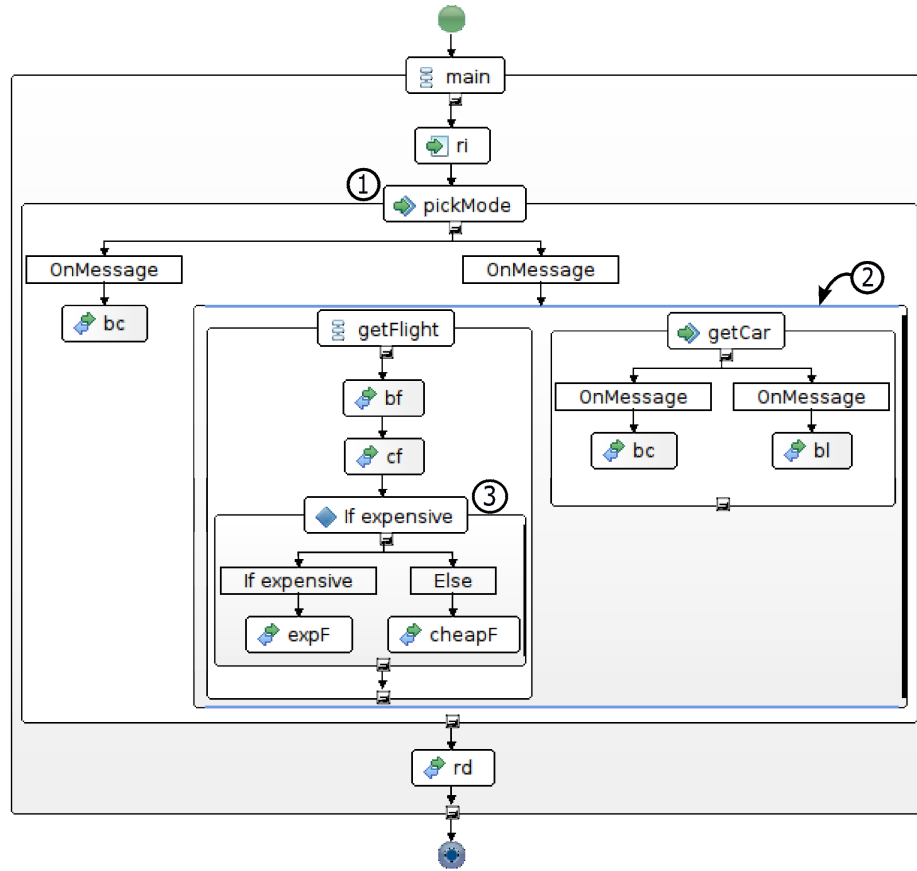 main
ri
1
pickMode
OnMessage
OnMessage
2
bc
getFlight
getCar
bf
OnMessage
OnMessage
cf
bc
bl
3
If expensive
If expensive
Else
expF
cheapF
rd